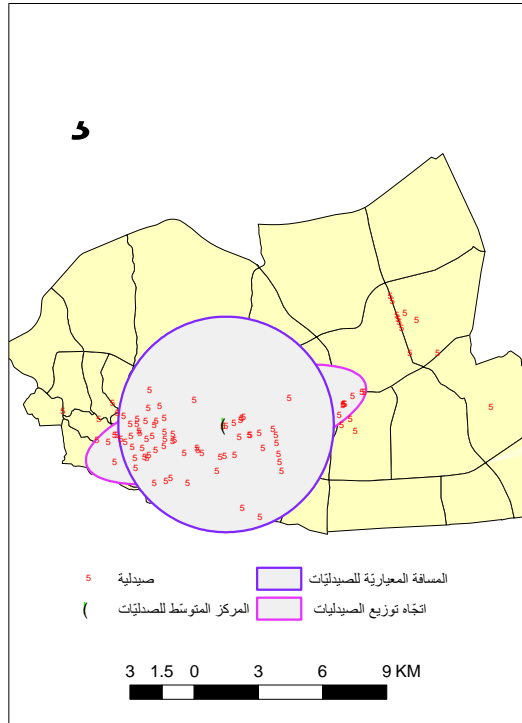 صيدلية
المسافة المعياريّة للصيدليّات
المركز المتوسّط للصدليّات
اتجّاه توزيع الصيدليات
3 1.5 0 3 6 9 KM